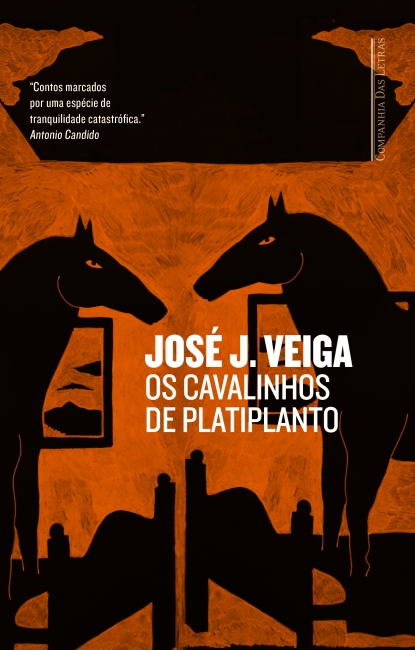 “Contos marcados
por uma espécie de
tranquilidade catastrófica.”
Antonio Candido
COMPANHIA DAS LETRAS
JOSÉ J. VEIGA
OS CAVALINHOS
DE PLATIPLANTO